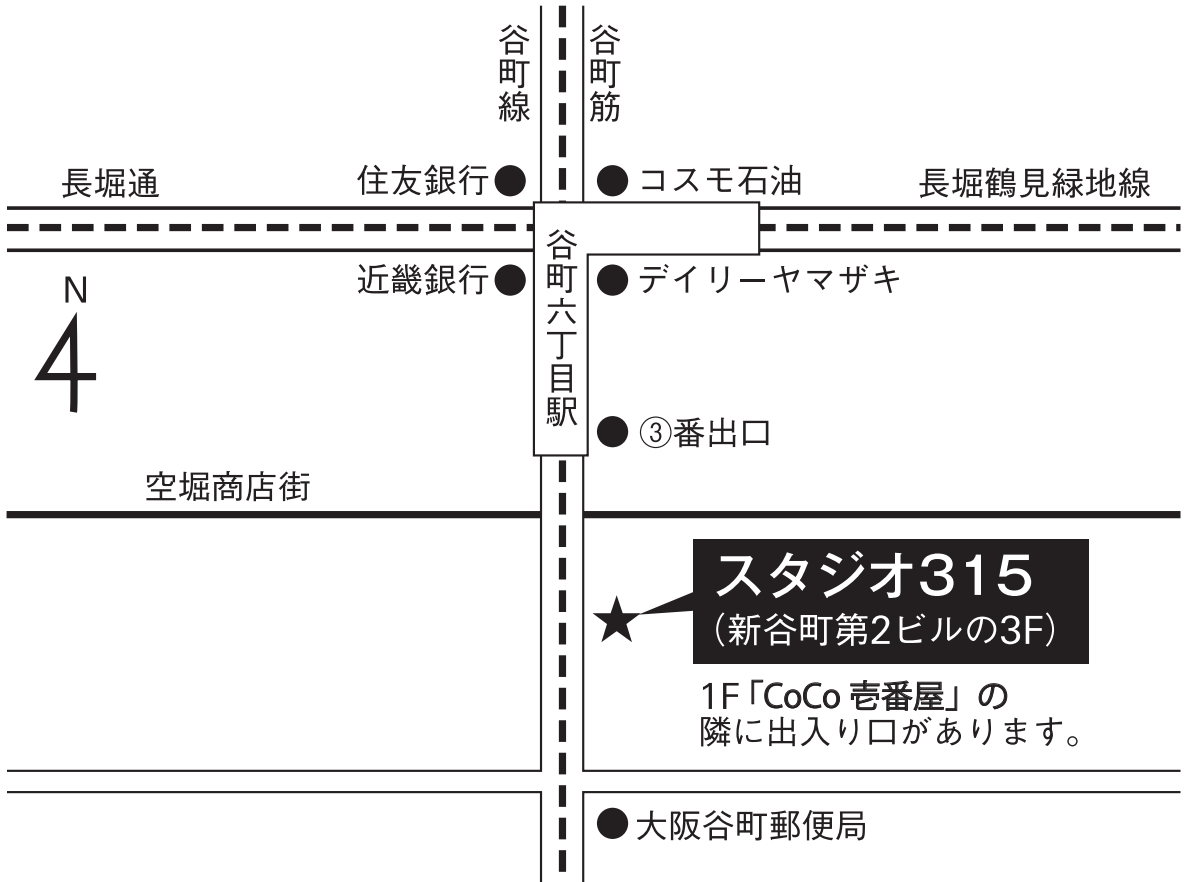 谷町線
谷町筋
長堀通
住友銀行
コスモ石油
長堀鶴見緑地線
谷町六丁目駅
近畿銀行
デイリーヤマザキ
N
③番出口
空堀商店街
スタジオ315
（新谷町第2ビルの3F）
1F「CoCo 壱番屋」の
隣に出入り口があります。
大阪谷町郵便局